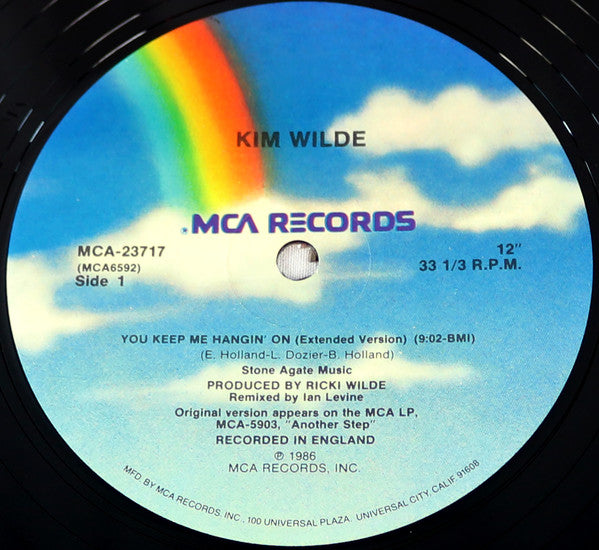 KIM WILDE
MCA RECORDS
MCA-23717
(MCA6592)
Side 1
12"
33 1/3 R.P.M.
YOU KEEP ME HANGIN' ON (Extended Version) (9:02-BMI)
(E. Holland-L. Dozier-B. Holland)
Stone Agate Music
PRODUCED BY RICKI WILDE
Remixed by Ian Levine
Original version appears on the MCA LP,
MCA-5903, "Another Step"
RECORDED IN ENGLAND
℗ 1986
MCA RECORDS, INC.
MFD. BY MCA RECORDS, INC., 100 UNIVERSAL PLAZA, UNIVERSAL CITY, CALIF. 91608